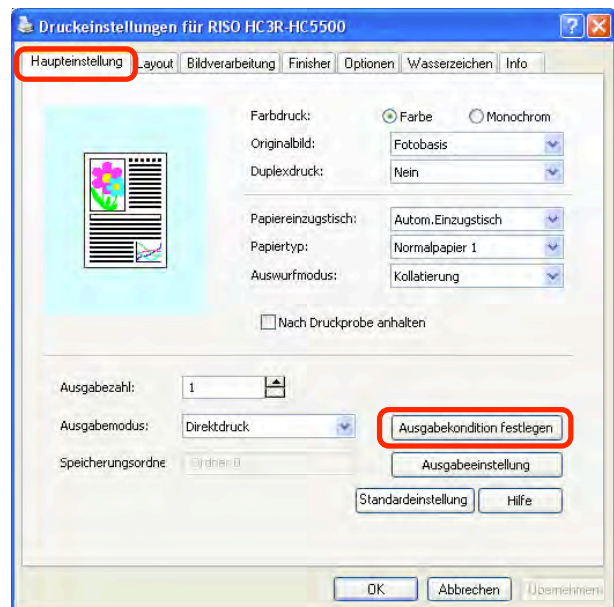 Druckeinstellungen für RISO HC3R-HC5500
Haupteinstellung Layout Bildverarbeitung Finisher Optionen Wasserzeichen Info
Farbdruck: Farbe Monochrom
Originalbild: Fotobasis
Duplexdruck: Nein
Papiereinzugstisch: Autom.Einzugstisch
Papiertyp: Normalpapier 1
Auswurfmodus: Kollatierung
Nach Druckprobe anhalten
Ausgabezahl: 1
Ausgabemodus: Direktdruck Ausgabekondition festlegen
Speicherungsordne Ordner 0 Ausgabeeinstellung
Standardeinstellung Hilfe
OK Abbrechen Übernehmen